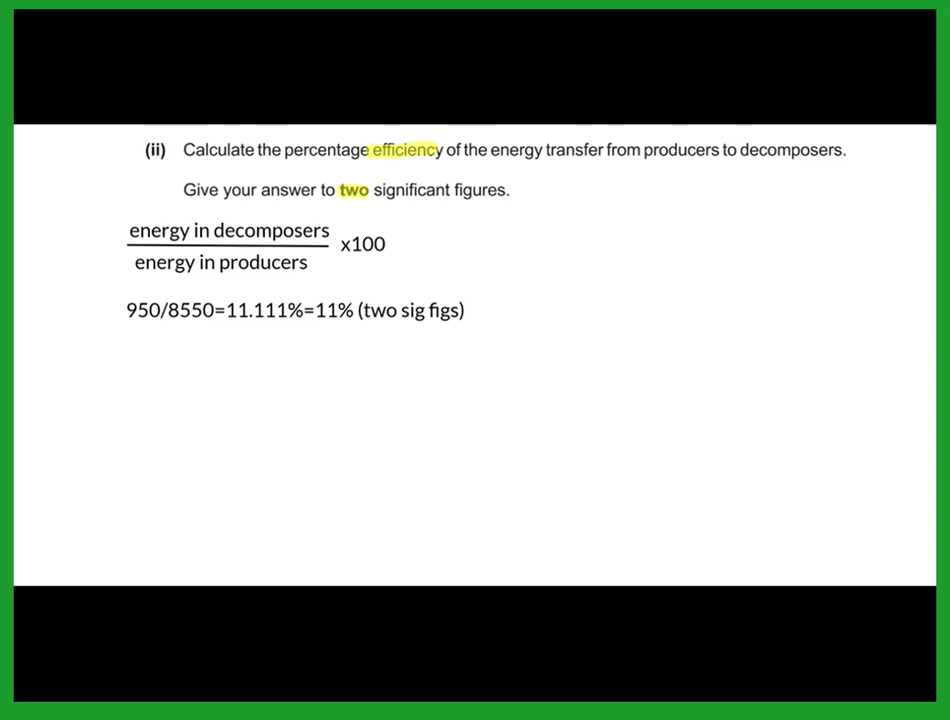 (ii) Calculate the percentage efficiency of the energy transfer from producers to decomposers.
Give your answer to two significant figures.
energy in decomposers
x100
energy in producers
950/8550=11.111%=11% (two sig figs)